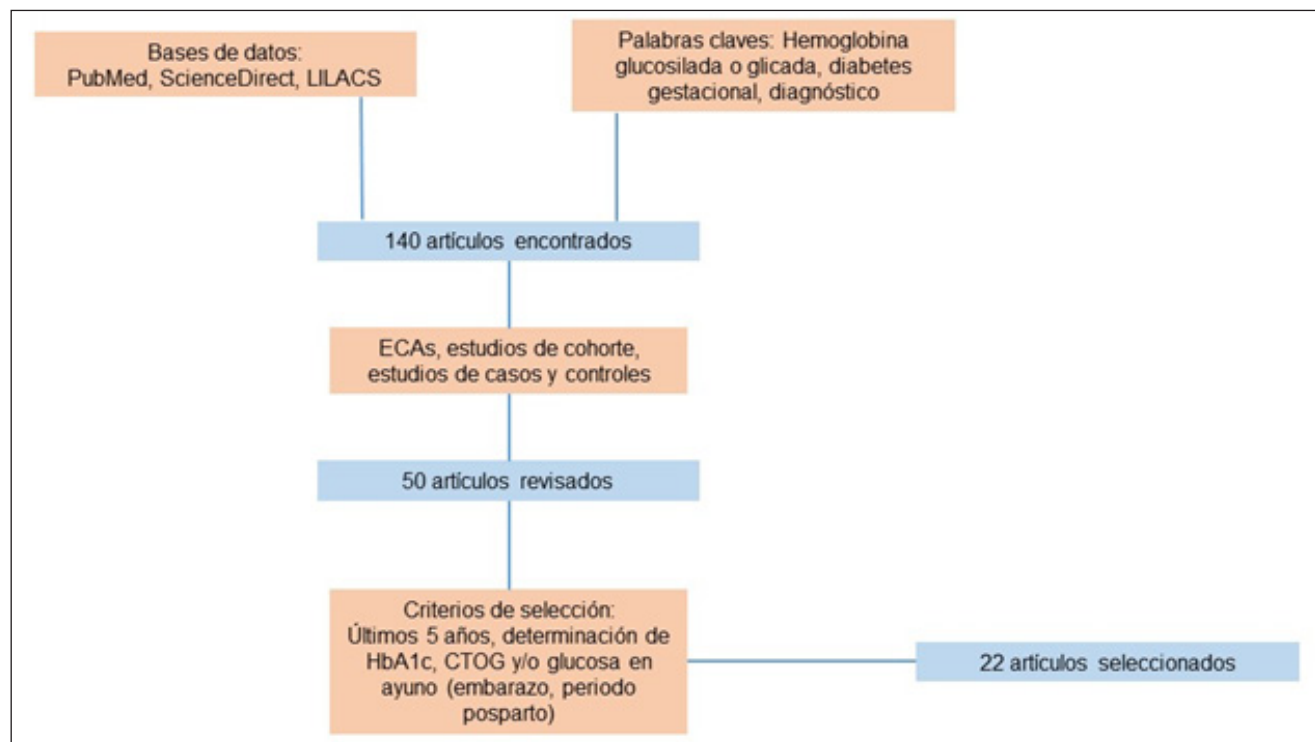 Bases de datos:
PubMed, ScienceDirect, LILACS
Palabras claves: Hemoglobina
glucosilada o glicada, diabetes
gestacional, diagnóstico
140 artículos encontrados
ECAs, estudios de cohorte,
estudios de casos y controles
50 artículos revisados
Criterios de selección:
Últimos 5 años, determinación de
HbA1c, CTOG y/o glucosa en
ayuno (embarazo, periodo
posparto)
22 artículos seleccionados